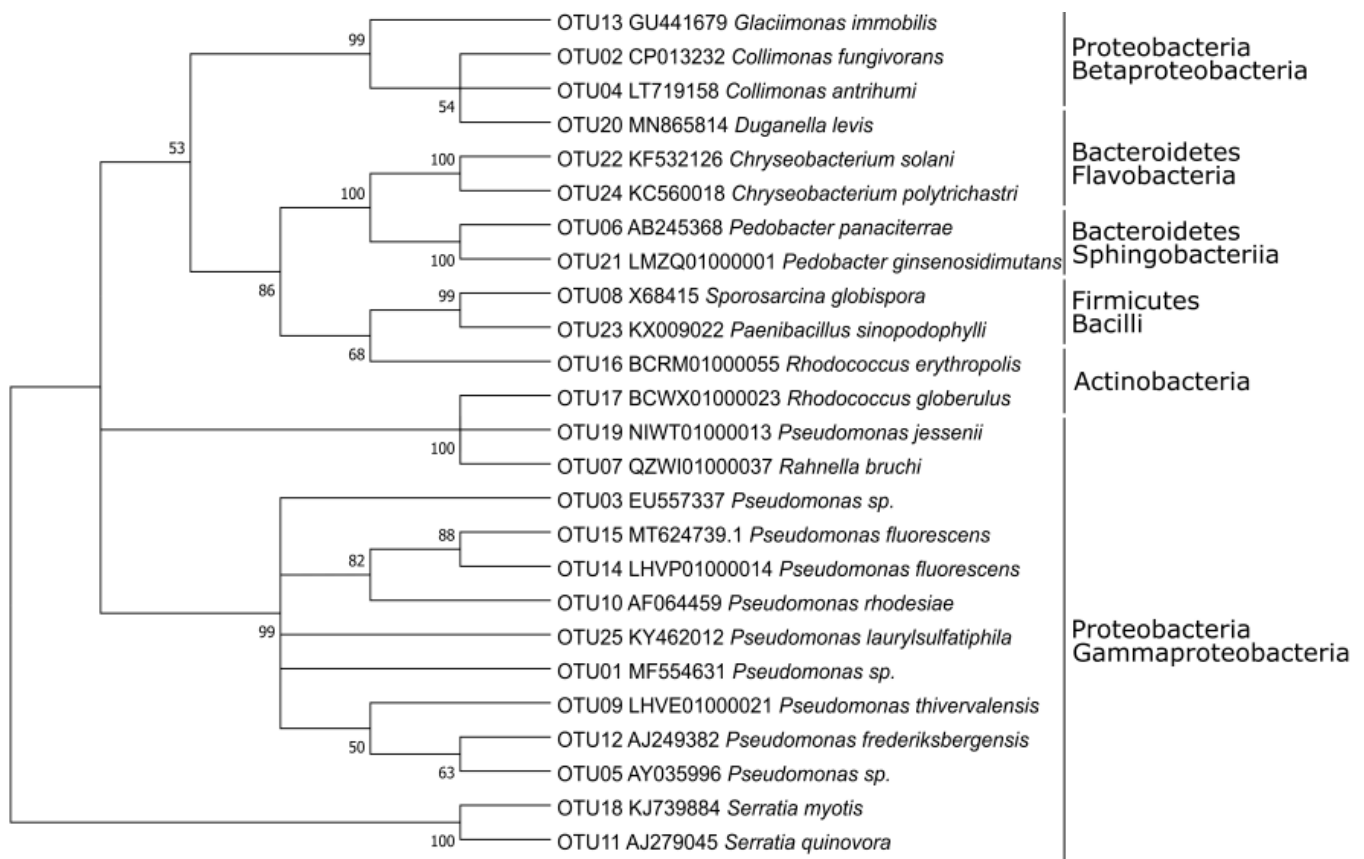 OTU13 GU441679 Glaciimonas immobilis
99
OTU02 CP013232 Collimonas fungivorans
OTU04 LT719158 Collimonas antrihumi
54
OTU20 MN865814 Duganella levis
Proteobacteria
Betaproteobacteria
53
OTU22 KF532126 Chryseobacterium solani
100
OTU24 KC560018 Chryseobacterium polytrichastri
100
Bacteroidetes
Flavobacteria
OTU06 AB245368 Pedobacter panaciterrae
OTU21 LMZQ01000001 Pedobacter ginsenosidimutans
100
Bacteroidetes
Sphingobacteriia
86
OTU08 X68415 Sporosarcina globispora
99
OTU23 KX009022 Paenibacillus sinopodophylli
68
Firmicutes
Bacilli
OTU16 BCRM01000055 Rhodococcus erythropolis
OTU17 BCWX01000023 Rhodococcus globerulus
Actinobacteria
OTU19 NIWT01000013 Pseudomonas jessenii
100
OTU07 QZWI01000037 Rahnella bruchi
OTU03 EU557337 Pseudomonas sp.
OTU15 MT624739.1 Pseudomonas fluorescens
88
OTU14 LHVP01000014 Pseudomonas fluorescens
82
OTU10 AF064459 Pseudomonas rhodesiae
99
OTU25 KY462012 Pseudomonas laurylsulfatiphila
OTU01 MF554631 Pseudomonas sp.
Proteobacteria
Gammaproteobacteria
OTU09 LHVE01000021 Pseudomonas thivervalensis
50
OTU12 AJ249382 Pseudomonas frederiksbergensis
63
OTU05 AY035996 Pseudomonas sp.
OTU18 KJ739884 Serratia myotis
100
OTU11 AJ279045 Serratia quinovora